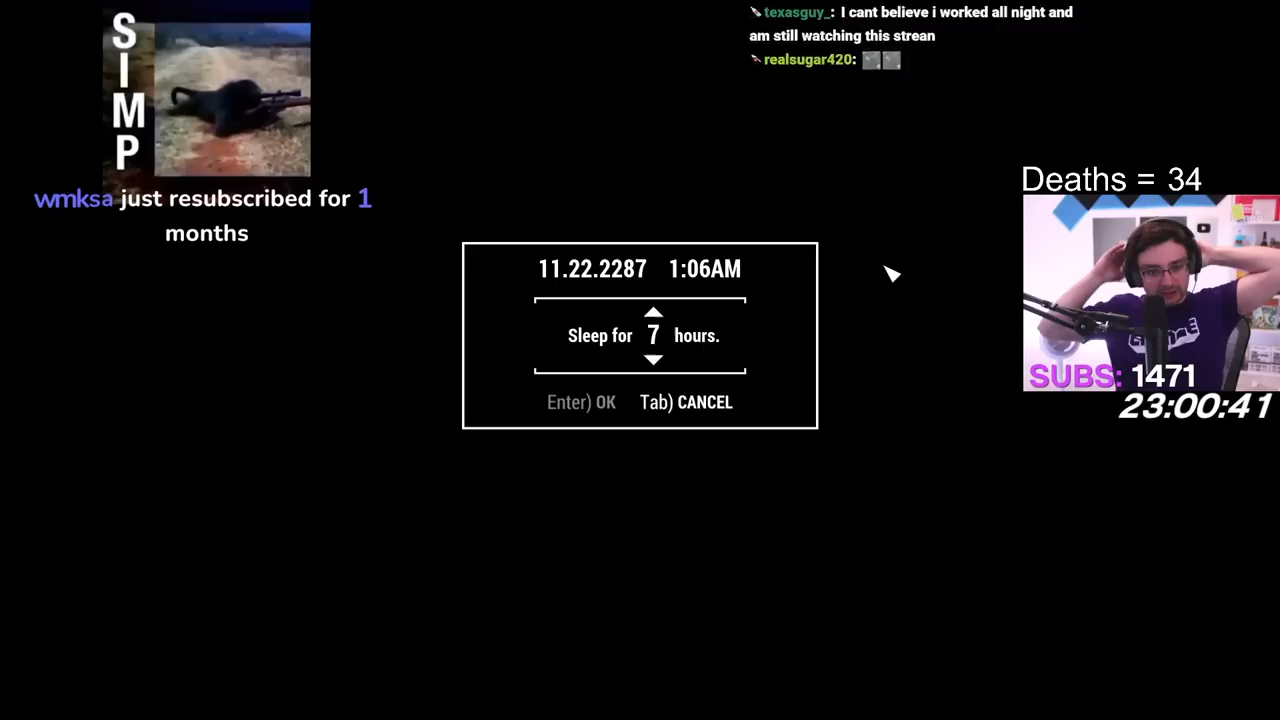 S
I
M
P
wmksa just resubscribed for 1
months
texasguy_: I cant believe i worked all night and
am still watching this strean
realsugar420:
Deaths = 34
11.22.2287 1:06AM
Sleep for 7 hours.
Enter) OK Tab) CANCEL
SUBS: 1471
23:00:41